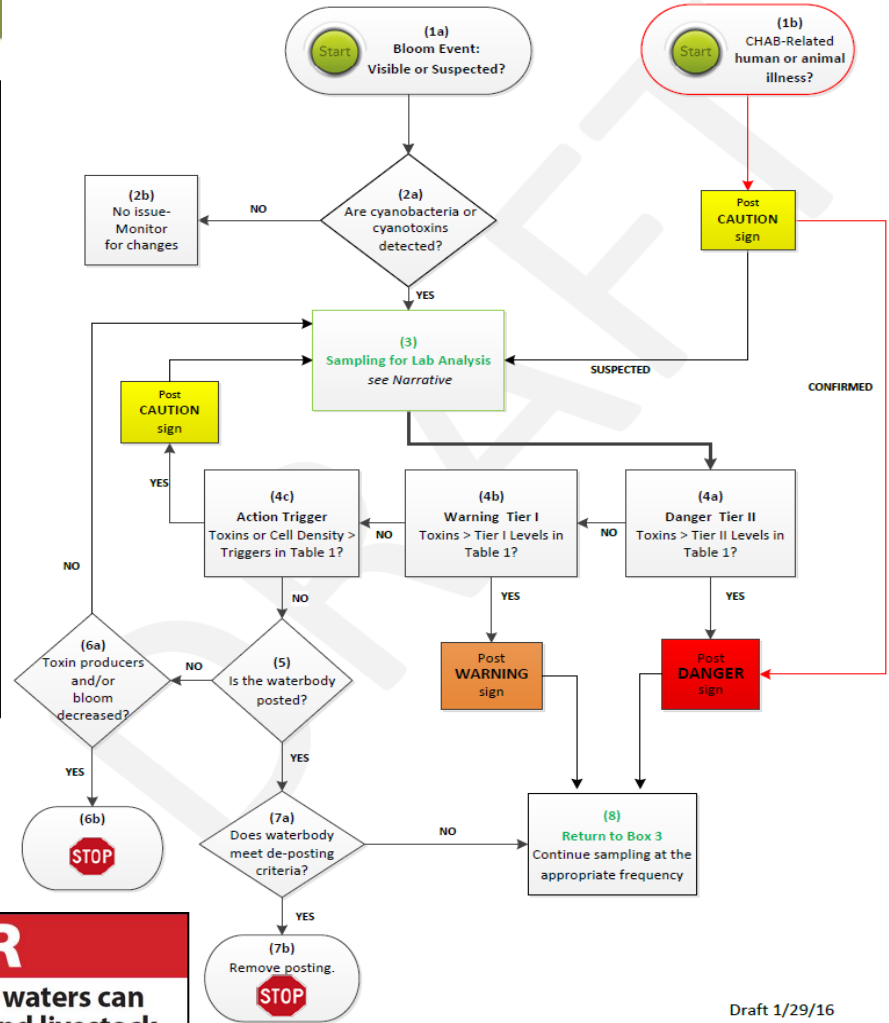 (1a)
Start
Bloom Event:
Visible or Suspected?
(1b)
Start
CHAB-Related
human or animal
illness?
(2a)
Are cyanobacteria or
cyanotoxins
detected?
NO
(2b)
No issue-
Monitor
for changes
Post
CAUTION
sign
YES
(3)
Sampling for Lab Analysis
see Narrative
SUSPECTED
CONFIRMED
Post
CAUTION
sign
YES
(4c)
Action Trigger
Toxins or Cell Density >
Triggers in Table 1?
NO
(4b)
Warning Tier I
Toxins > Tier I Levels in
Table 1?
NO
(4a)
Danger Tier II
Toxins > Tier II Levels in
Table 1?
NO
NO
YES
YES
(6a)
Toxin producers
and/or
bloom
decreased?
NO
(5)
Is the waterbody
posted?
Post
WARNING
sign
Post
DANGER
sign
YES
YES
(6b)
STOP
(7a)
Does waterbody
meet de-posting
criteria?
NO
(8)
Return to Box 3
Continue sampling at the
appropriate frequency
YES
(7b)
Remove posting.
STOP
R
waters can
nd livestock
Draft 1/29/16
DRAFT